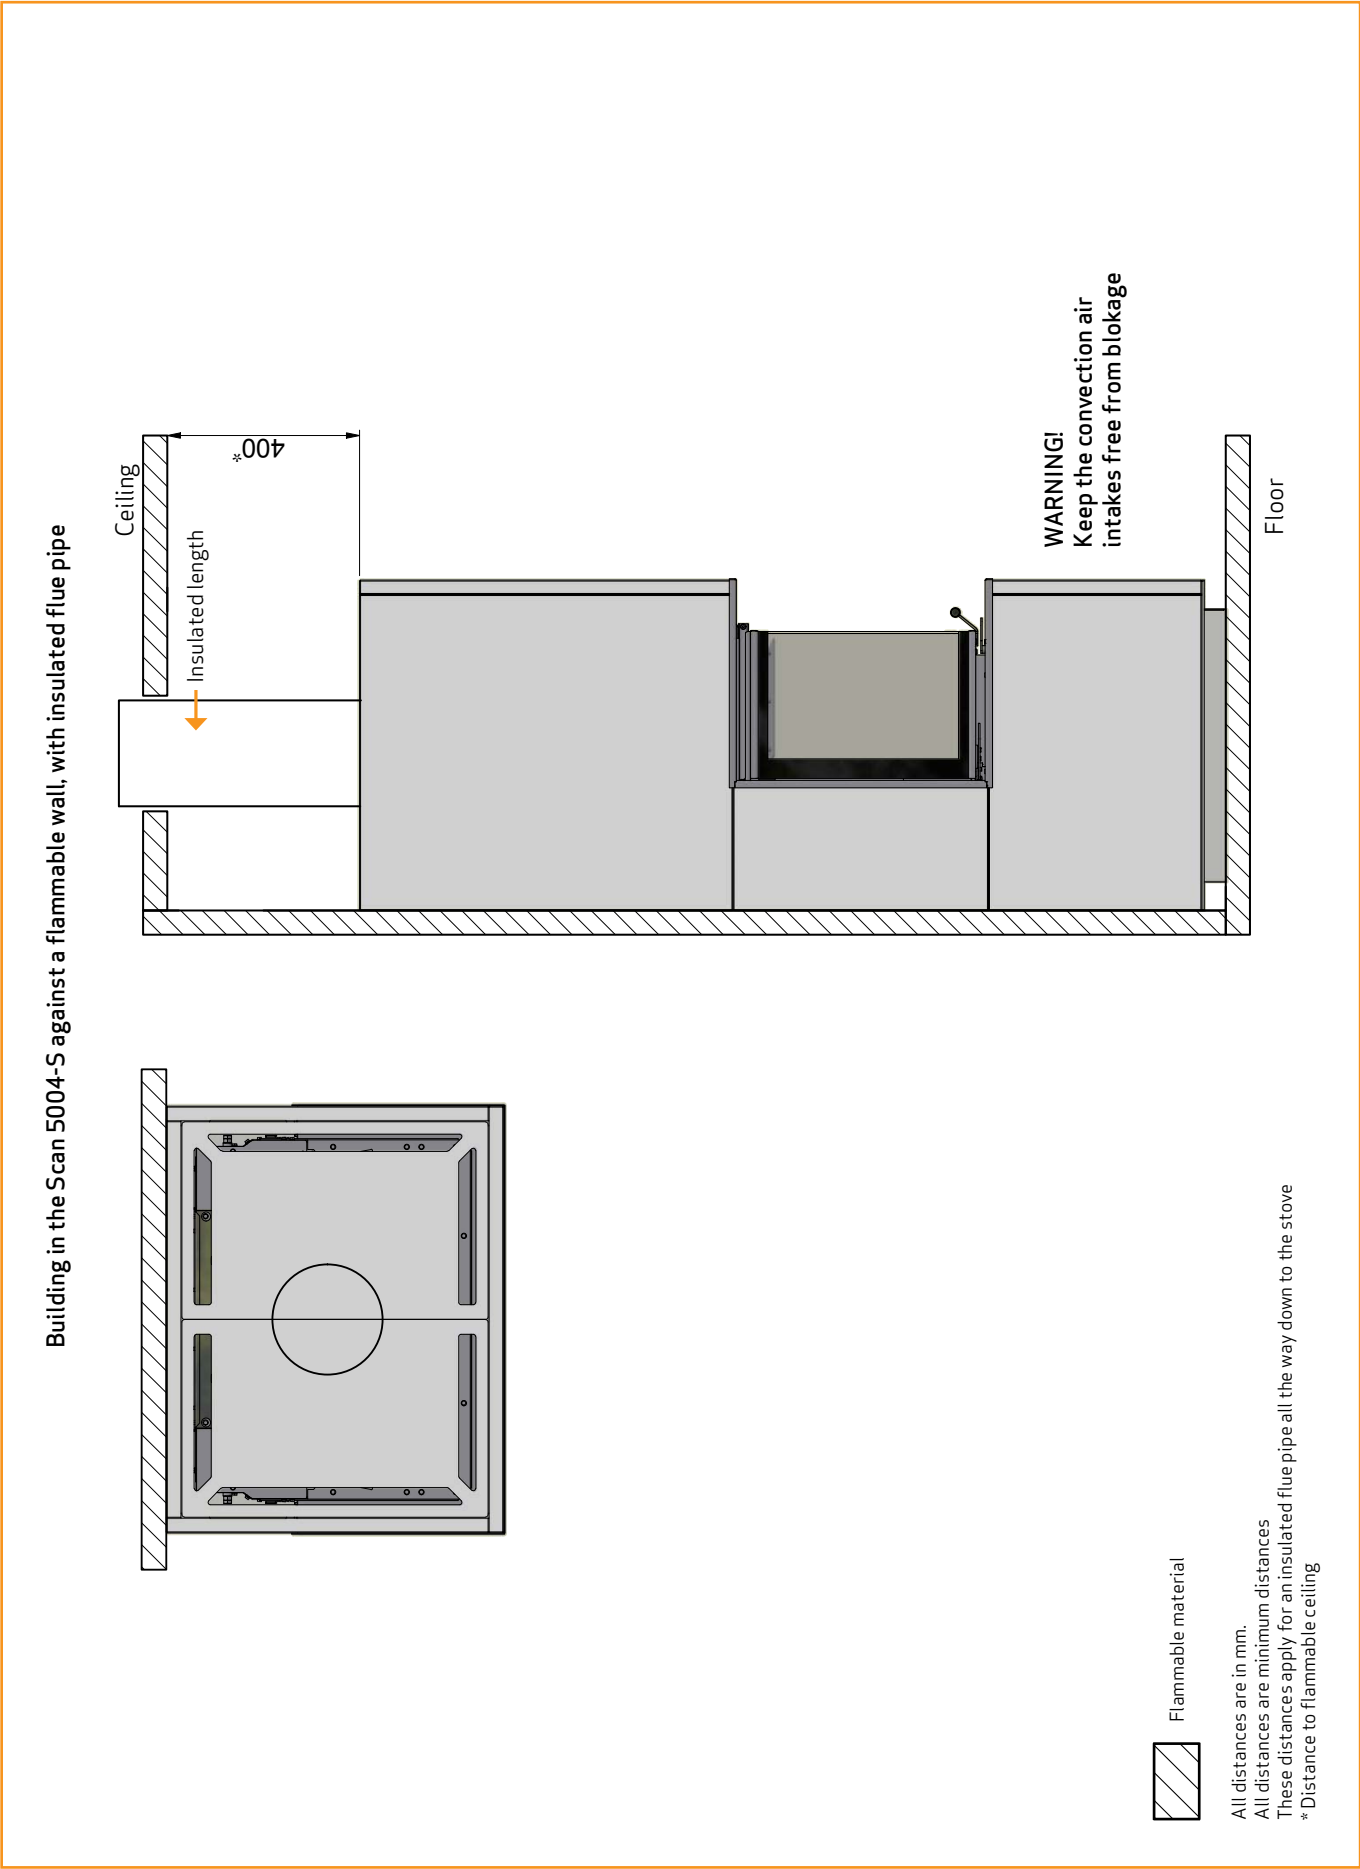 Building in the Scan 5004-S against a flammable wall, with insulated flue pipe
Ceiling
Insulated length
400*
WARNING!
Keep the convection air
intakes free from blokage
Floor
Flammable material
All distances are in mm.
All distances are minimum distances
These distances apply for an insulated flue pipe all the way down to the stove
* Distance to flammable ceiling